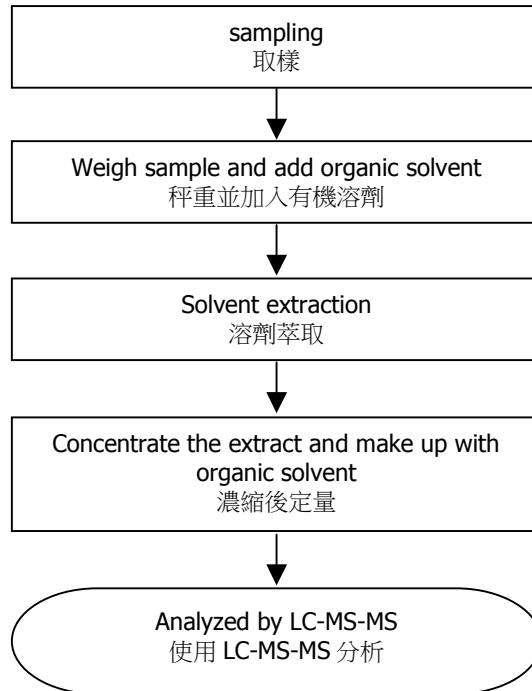 sampling
取樣
Weigh sample and add organic solvent
秤重並加入有機溶劑
Solvent extraction
溶劑萃取
Concentrate the extract and make up with
organic solvent
濃縮後定量
Analyzed by LC-MS-MS
使用 LC-MS-MS 分析